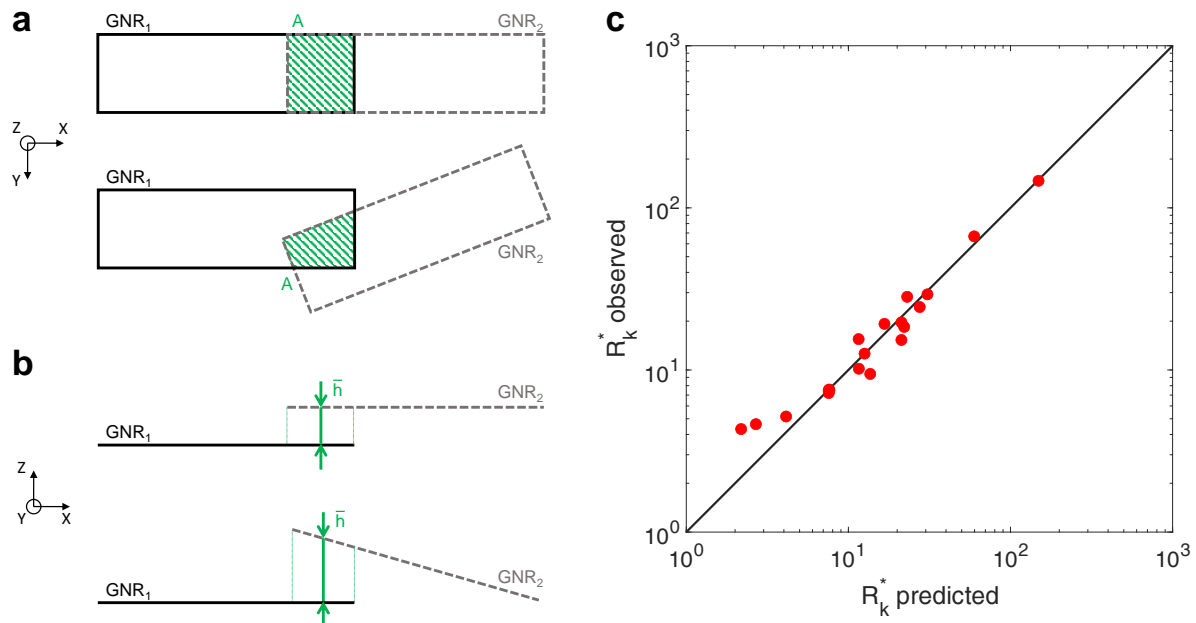 a
GNR₁
A
GNR₂
Z
X
Y
GNR₁
A
GNR₂
b
GNR₁
h̄
GNR₂
Z
Y
X
GNR₁
h̄
GNR₂
c
10³
10²
10¹
10⁰
R*ₖ observed
10⁰
10¹
10²
10³
R*ₖ predicted